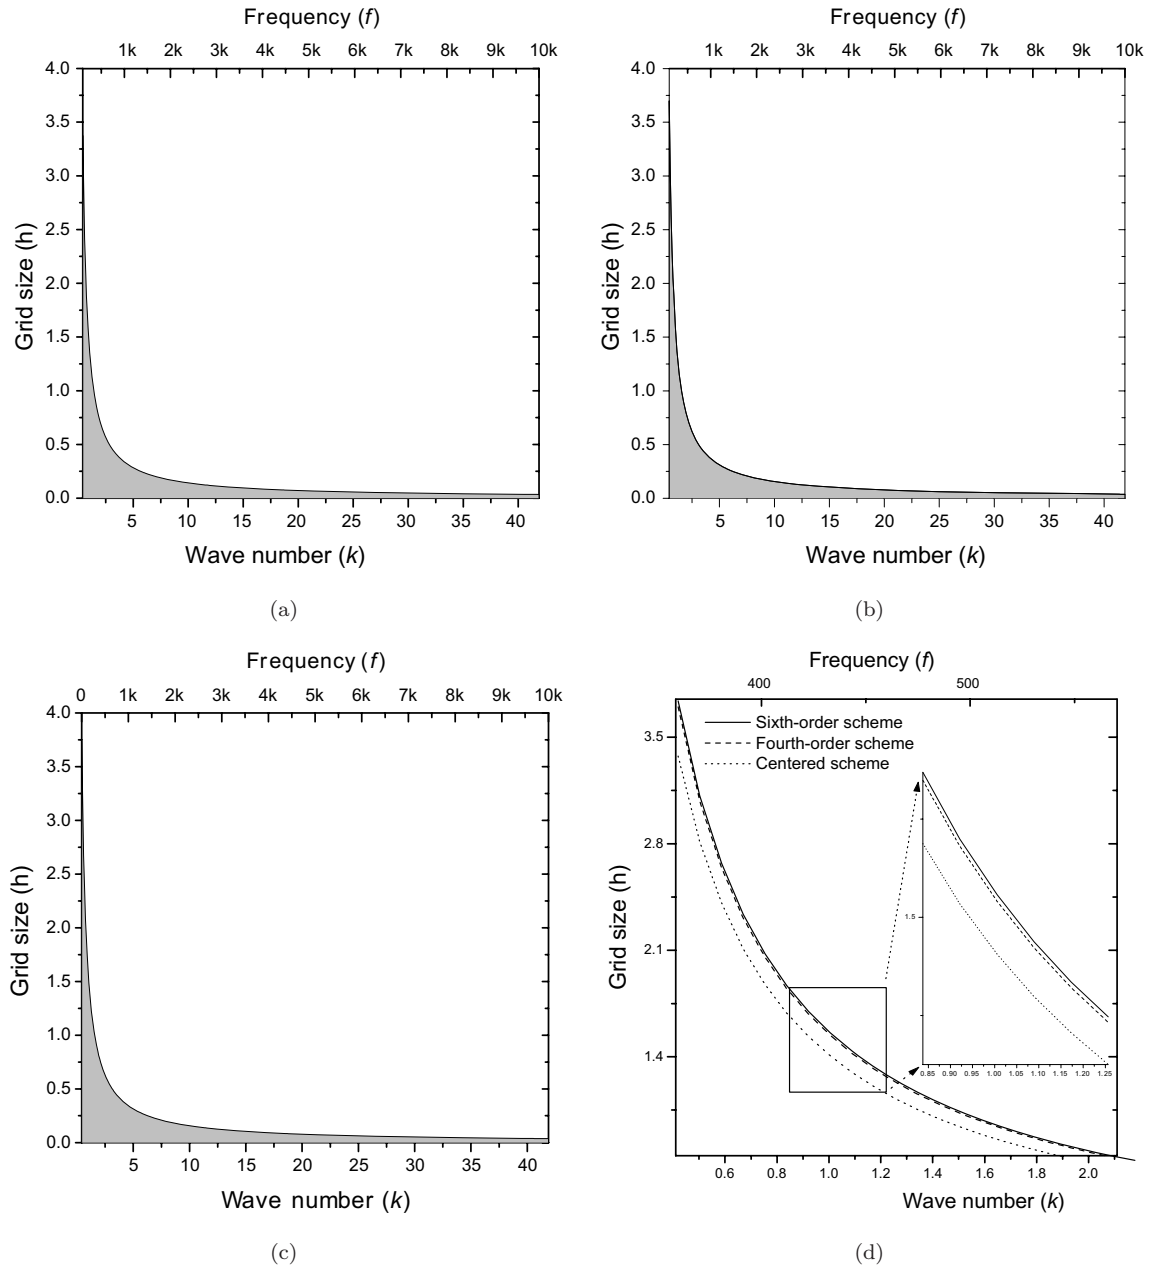 Frequency (f)
1k 2k 3k 4k 5k 6k 7k 8k 9k 10k
4.0
3.5
3.0
2.5
2.0
1.5
1.0
0.5
0.0
Grid size (h)
5 10 15 20 25 30 35 40
Wave number (k)
(a)
Frequency (f)
1k 2k 3k 4k 5k 6k 7k 8k 9k 10k
4.0
3.5
3.0
2.5
2.0
1.5
1.0
0.5
0.0
Grid size (h)
5 10 15 20 25 30 35 40
Wave number (k)
(b)
Frequency (f)
0 1k 2k 3k 4k 5k 6k 7k 8k 9k 10k
4.0
3.5
3.0
2.5
2.0
1.5
1.0
0.5
0.0
Grid size (h)
5 10 15 20 25 30 35 40
Wave number (k)
(c)
Frequency (f)
400 500
Sixth-order scheme
Fourth-order scheme
Centered scheme
3.5
2.8
2.1
1.4
Grid size (h)
1.5
0.85 0.90 0.95 1.00 1.05 1.10 1.15 1.20 1.25
0.6 0.8 1.0 1.2 1.4 1.6 1.8 2.0
Wave number (k)
(d)